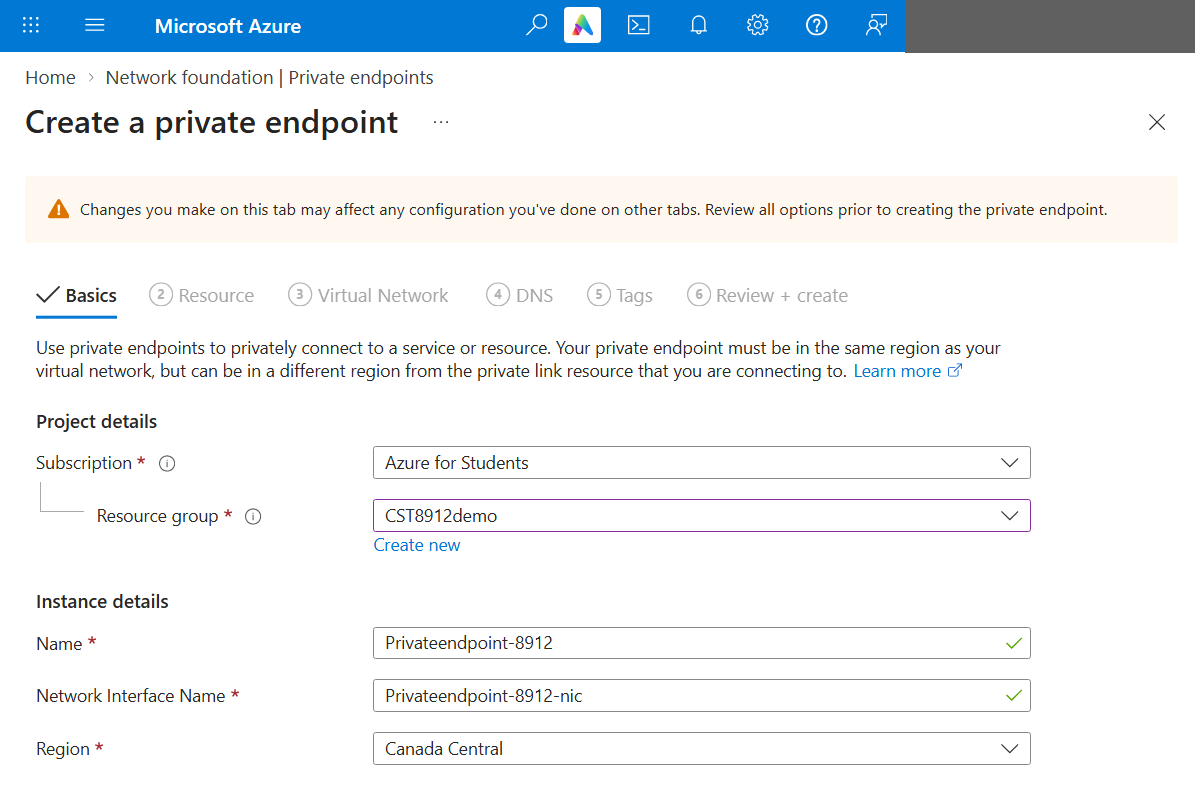 Microsoft Azure
Home > Network foundation | Private endpoints
Create a private endpoint ...
Changes you make on this tab may affect any configuration you've done on other tabs. Review all options prior to creating the private endpoint.
Basics 2 Resource 3 Virtual Network 4 DNS 5 Tags 6 Review + create
Use private endpoints to privately connect to a service or resource. Your private endpoint must be in the same region as your
virtual network, but can be in a different region from the private link resource that you are connecting to. Learn more
Project details
Subscription * Azure for Students
Resource group * CST8912demo
Create new
Instance details
Name * Privateendpoint-8912
Network Interface Name * Privateendpoint-8912-nic
Region * Canada Central